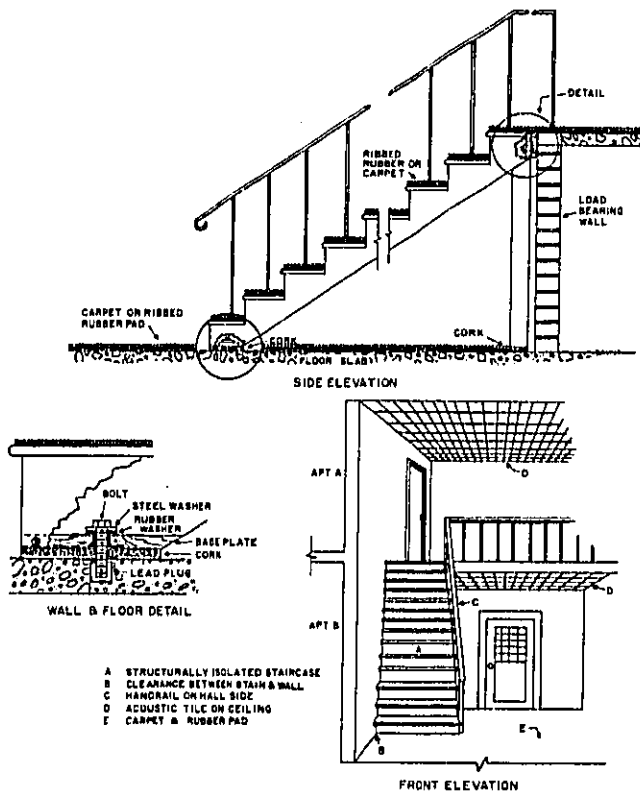 DETAIL
RIBBED
RUBBER OR
CARPET
LOAD
BEARING
WALL
CARPET OR RIBBED
RUBBER PAD
CORK
CORK
FLOOR SLAB
SIDE ELEVATION
BOLT
STEEL WASHER
RUBBER
WASHER
BASE PLATE
CORK
LEAD PLUG
WALL & FLOOR DETAIL
APT A
D
D
C
APT B
A
E
B
A STRUCTURALLY ISOLATED STAIRCASE
B CLEARANCE BETWEEN STAIN & WALL
C HANDRAIL ON HALL SIDE
D ACOUSTIC TILE ON CEILING
E CARPET & RUBBER PAD
FRONT ELEVATION